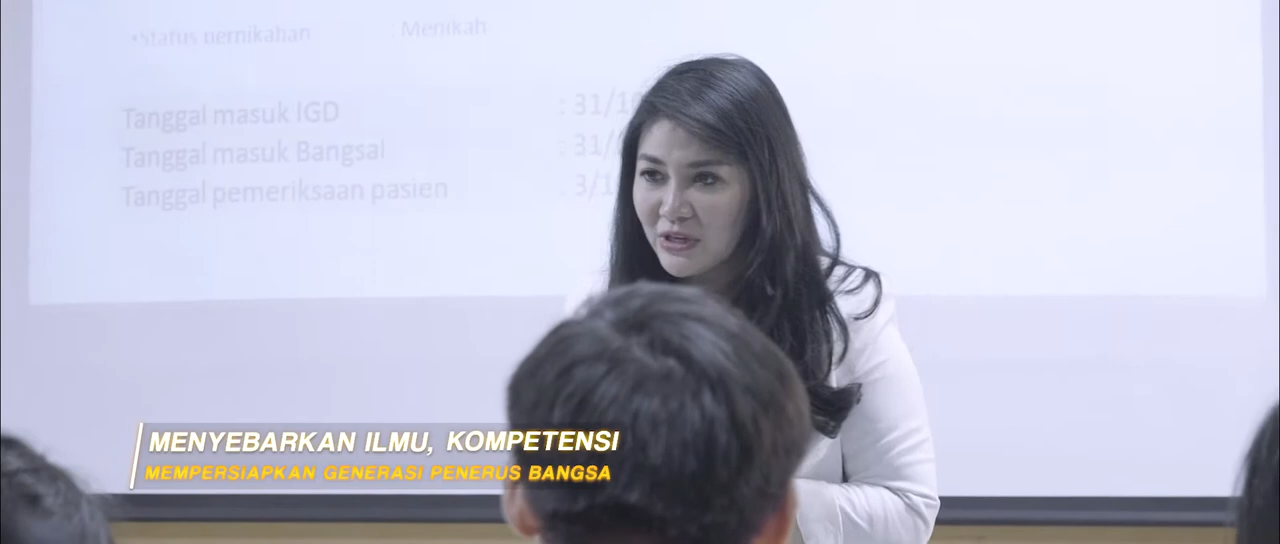 •Status pernikahan : Menikah
Tanggal masuk IGD : 31/10
Tanggal masuk Bangsal : 31/
Tanggal pemeriksaan pasien : 3/1
MENYEBARKAN ILMU, KOMPETENSI
MEMPERSIAPKAN GENERASI PENERUS BANGSA